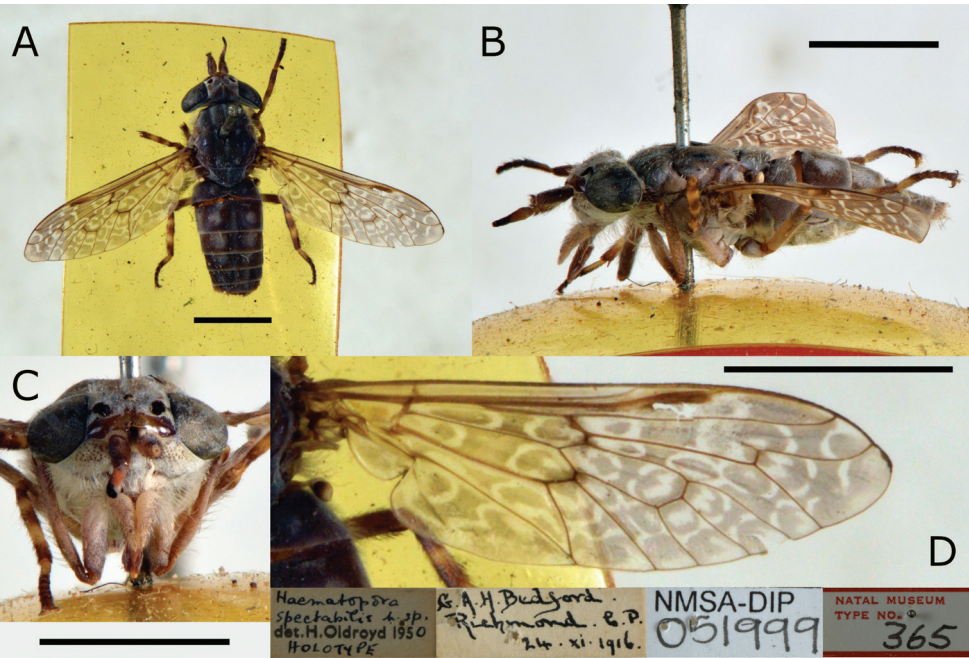 A
B
C
D
Haematopora
spectabilis n. sp.
det. H. Oldroyd 1950
HOLOTYPE
G. A. H. Bedford.
Richmond. C. P.
24. xi. 1916.
NMSA-DIP
051999
NATAL MUSEUM
TYPE NO.
365